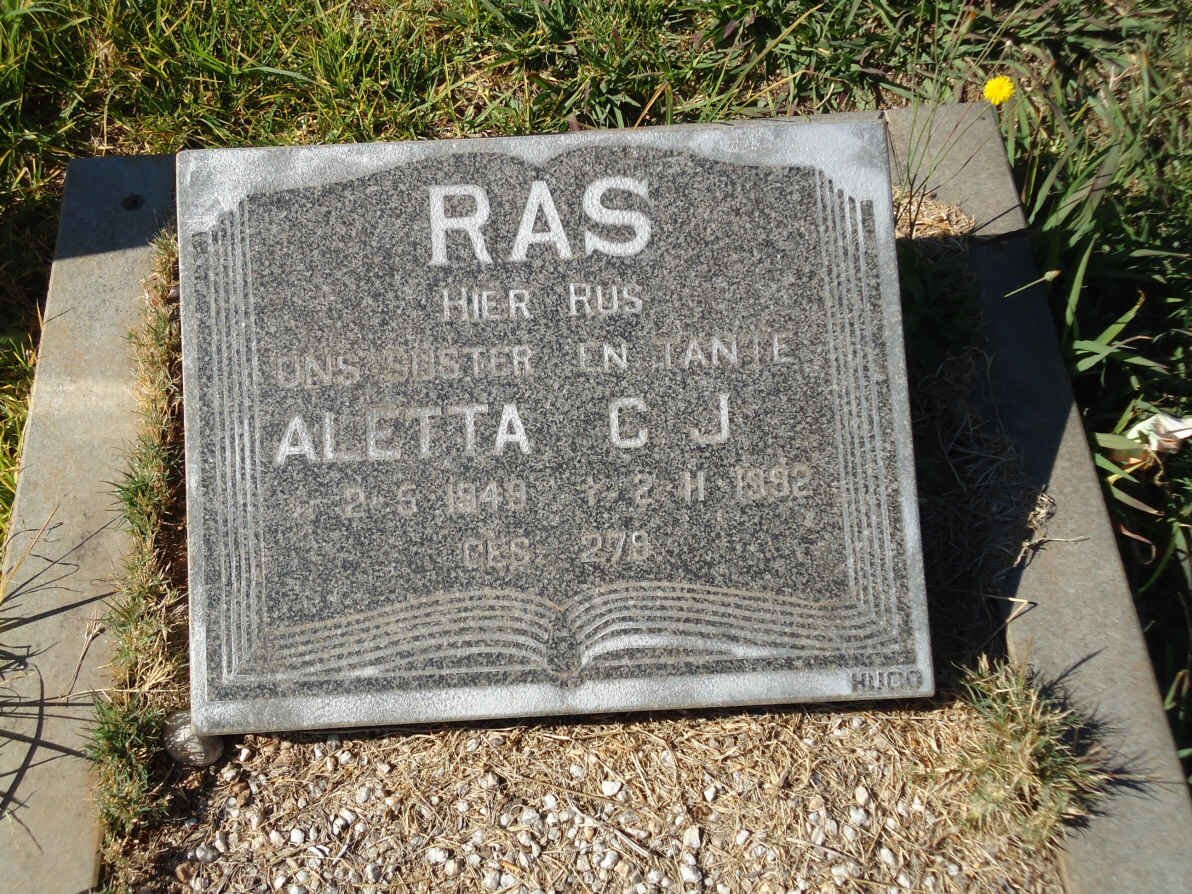 RAS
HIER RUS
ONS SUSTER EN TANTE
ALETTA C J
2-5 1949 † 2 11 1992
GES. 278
HUGO